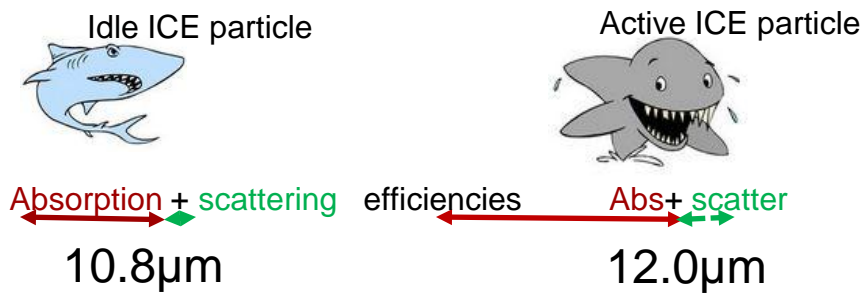 Idle ICE particle
Active ICE particle
Absorption + scattering efficiencies Abs+ scatter
10.8µm
12.0µm